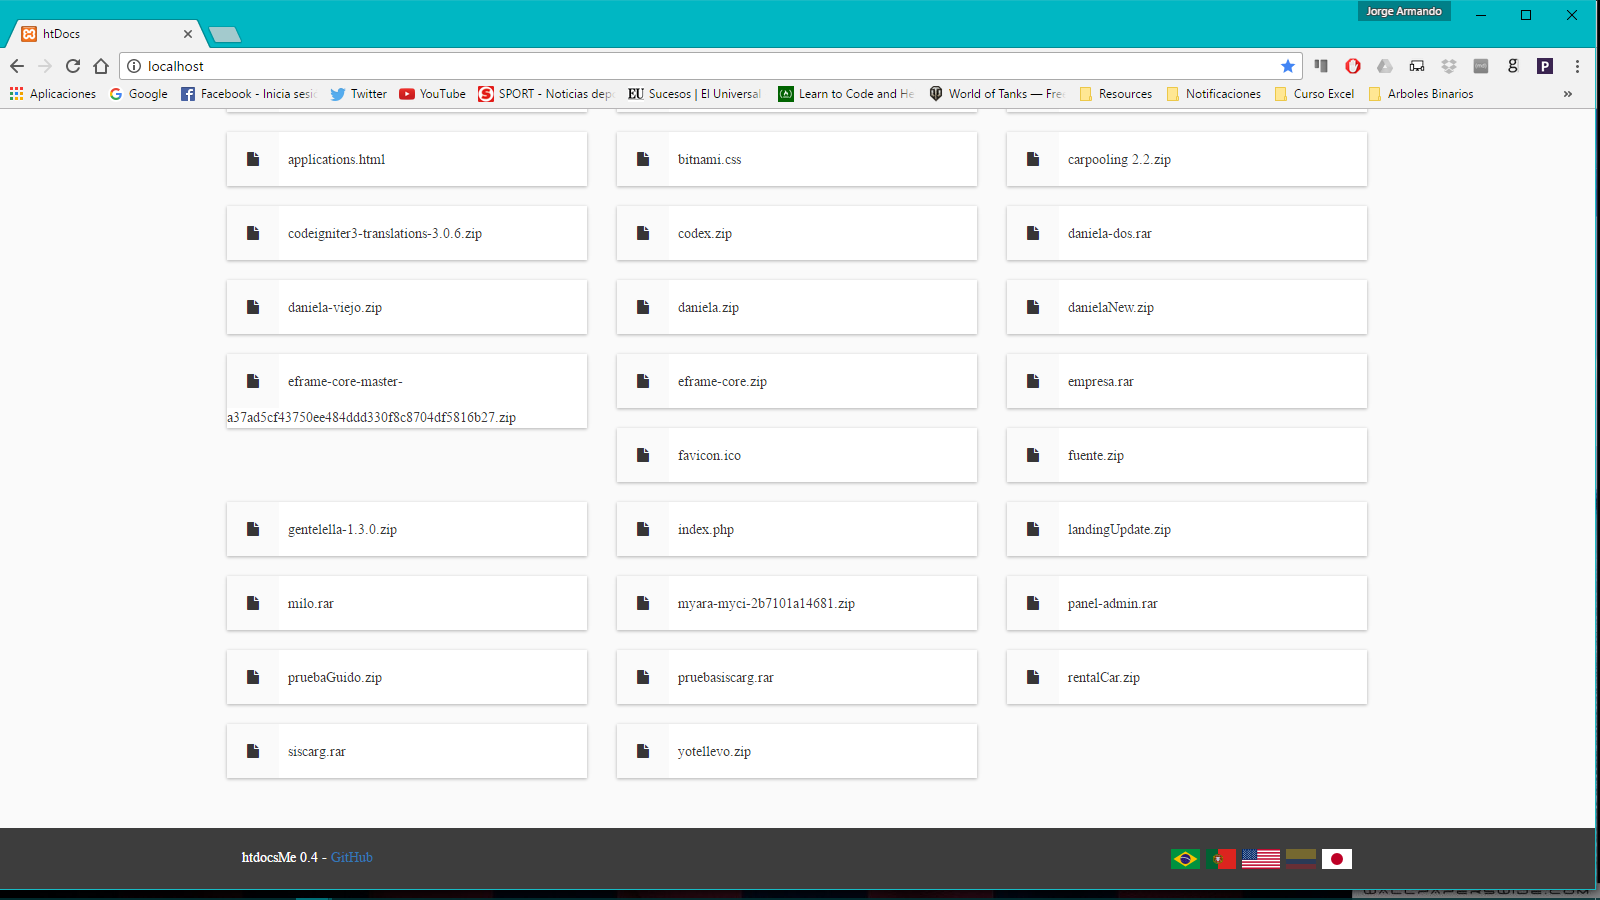 Jorge Armando
htDocs
localhost
Aplicaciones Google Facebook - Inicia sesi Twitter YouTube SPORT - Noticias dep Sucesos | El Universal Learn to Code and He World of Tanks — Free Resources Notificaciones Curso Excel Arboles Binarios »
applications.html bitnami.css carpooling 2.2.zip
codeigniter3-translations-3.0.6.zip codex.zip daniela-dos.rar
daniela-viejo.zip daniela.zip danielaNew.zip
eframe-core-master- eframe-core.zip empresa.rar
a37ad5cf43750ee484ddd330f8c8704df5816b27.zip
favicon.ico fuente.zip
gentelella-1.3.0.zip index.php landingUpdate.zip
milo.rar myara-myci-2b7101a14681.zip panel-admin.rar
pruebaGuido.zip pruebasiscarg.rar rentalCar.zip
siscarg.rar yotellevo.zip
htdocsMe 0.4 - GitHub